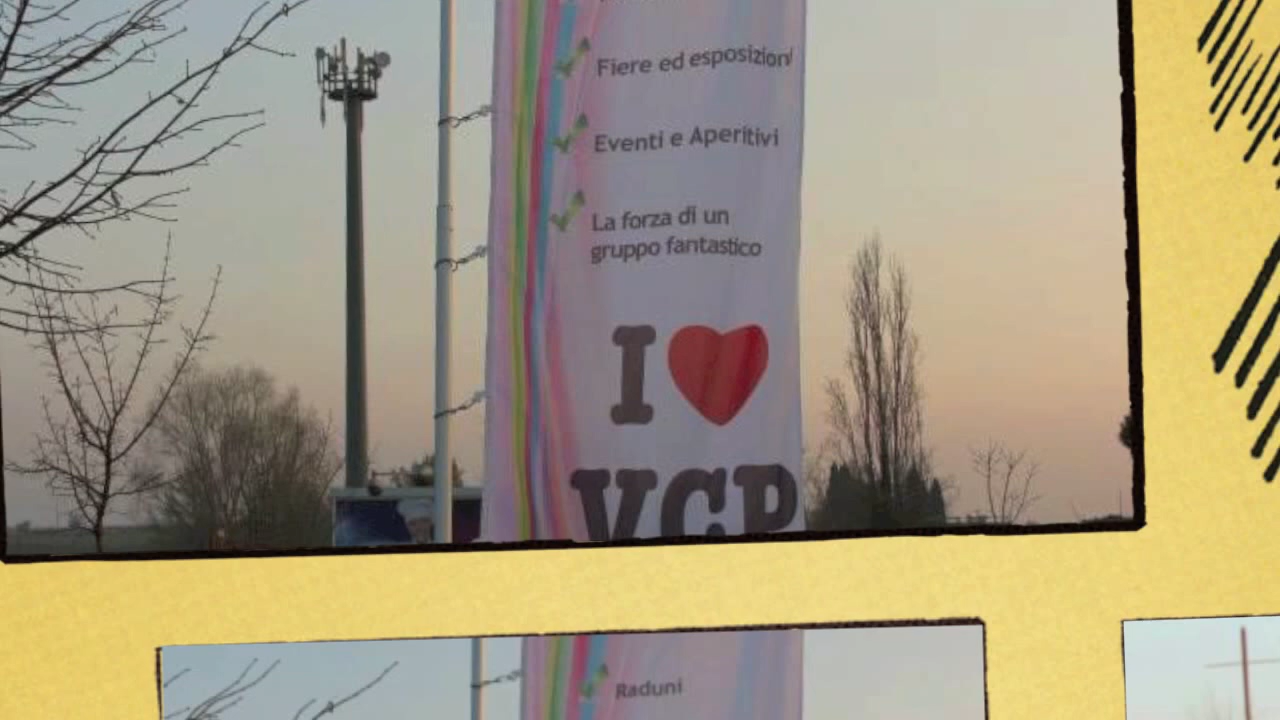 Fiere ed esposizioni
Eventi e Aperitivi
La forza di un
gruppo fantastico
I ❤
VCP
Raduni